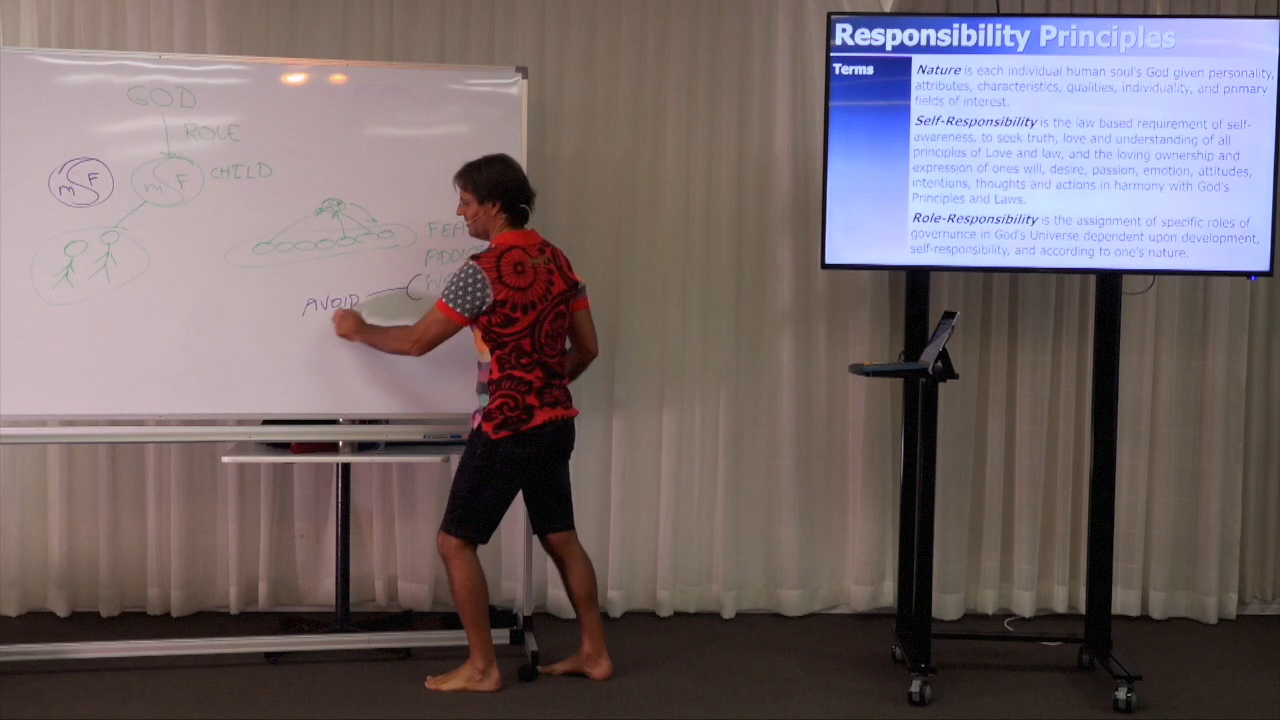 GOD
ROLE
M F
M F
CHILD
AVOID
Responsibility Principles
Terms
Nature is each individual human soul's God given personality,
attributes, characteristics, qualities, individuality, and primary
fields of interest.
Self-Responsibility is the law based requirement of self-
awareness, to seek truth, love and understanding of all
principles of Love and law, and the loving ownership and
expression of ones will, desire, passion, emotion, attitudes,
intentions, thoughts and actions in harmony with God's
Principles and Laws.
Role-Responsibility is the assignment of specific roles of
governance in God's Universe dependent upon development,
self-responsibility, and according to one's nature.